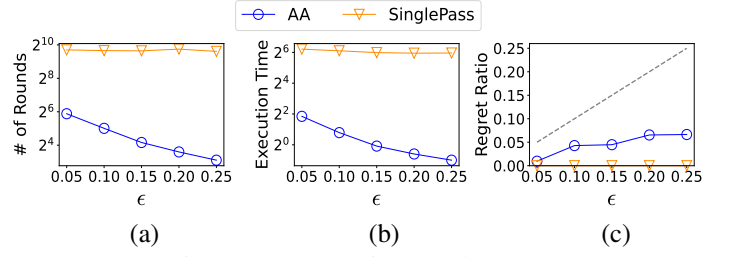 AA SinglePass
# of Rounds
2^10
2^8
2^6
2^4
0.05 0.10 0.15 0.20 0.25
ϵ
(a)
Execution Time
2^6
2^4
2^2
2^0
0.05 0.10 0.15 0.20 0.25
ϵ
(b)
Regret Ratio
0.25
0.20
0.15
0.10
0.05
0.00
0.05 0.10 0.15 0.20 0.25
ϵ
(c)